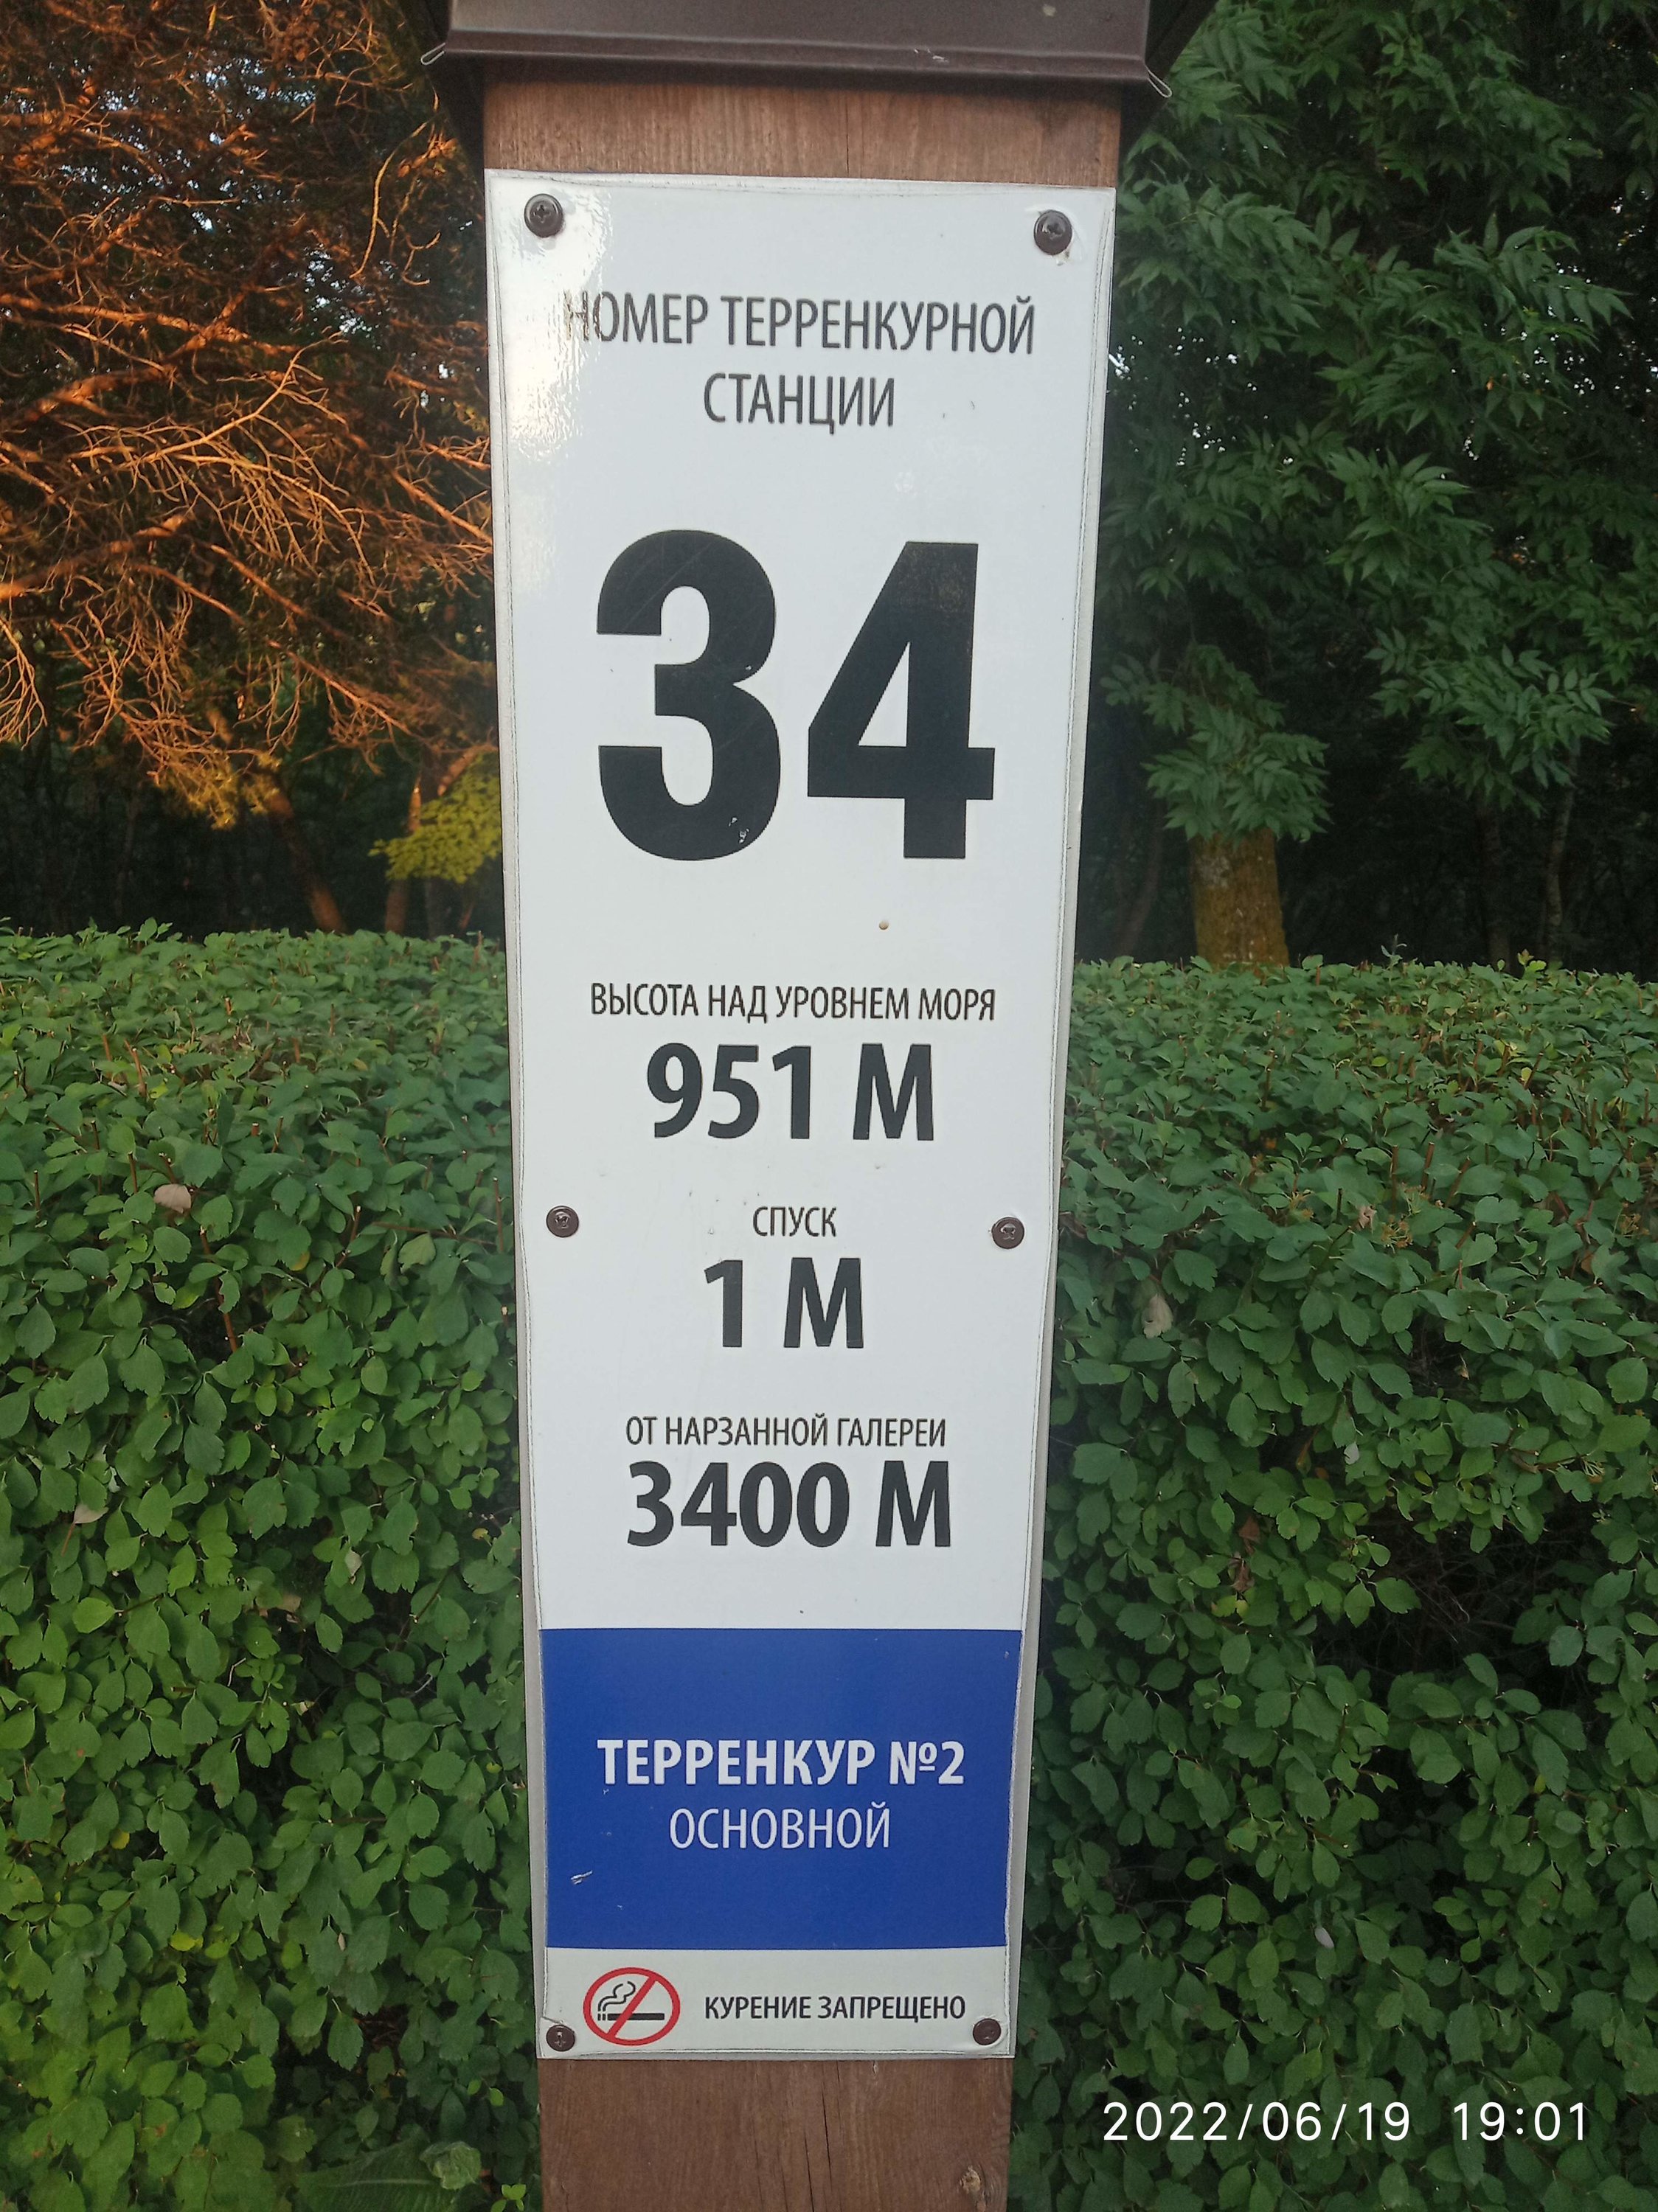 НОМЕР ТЕРРЕНКУРНОЙ
СТАНЦИИ
34
ВЫСОТА НАД УРОВНЕМ МОРЯ
951 М
СПУСК
1 М
ОТ НАРЗАННОЙ ГАЛЕРЕИ
3400 М
ТЕРРЕНКУР №2
ОСНОВНОЙ
КУРЕНИЕ ЗАПРЕЩЕНО
2022/06/19 19:01